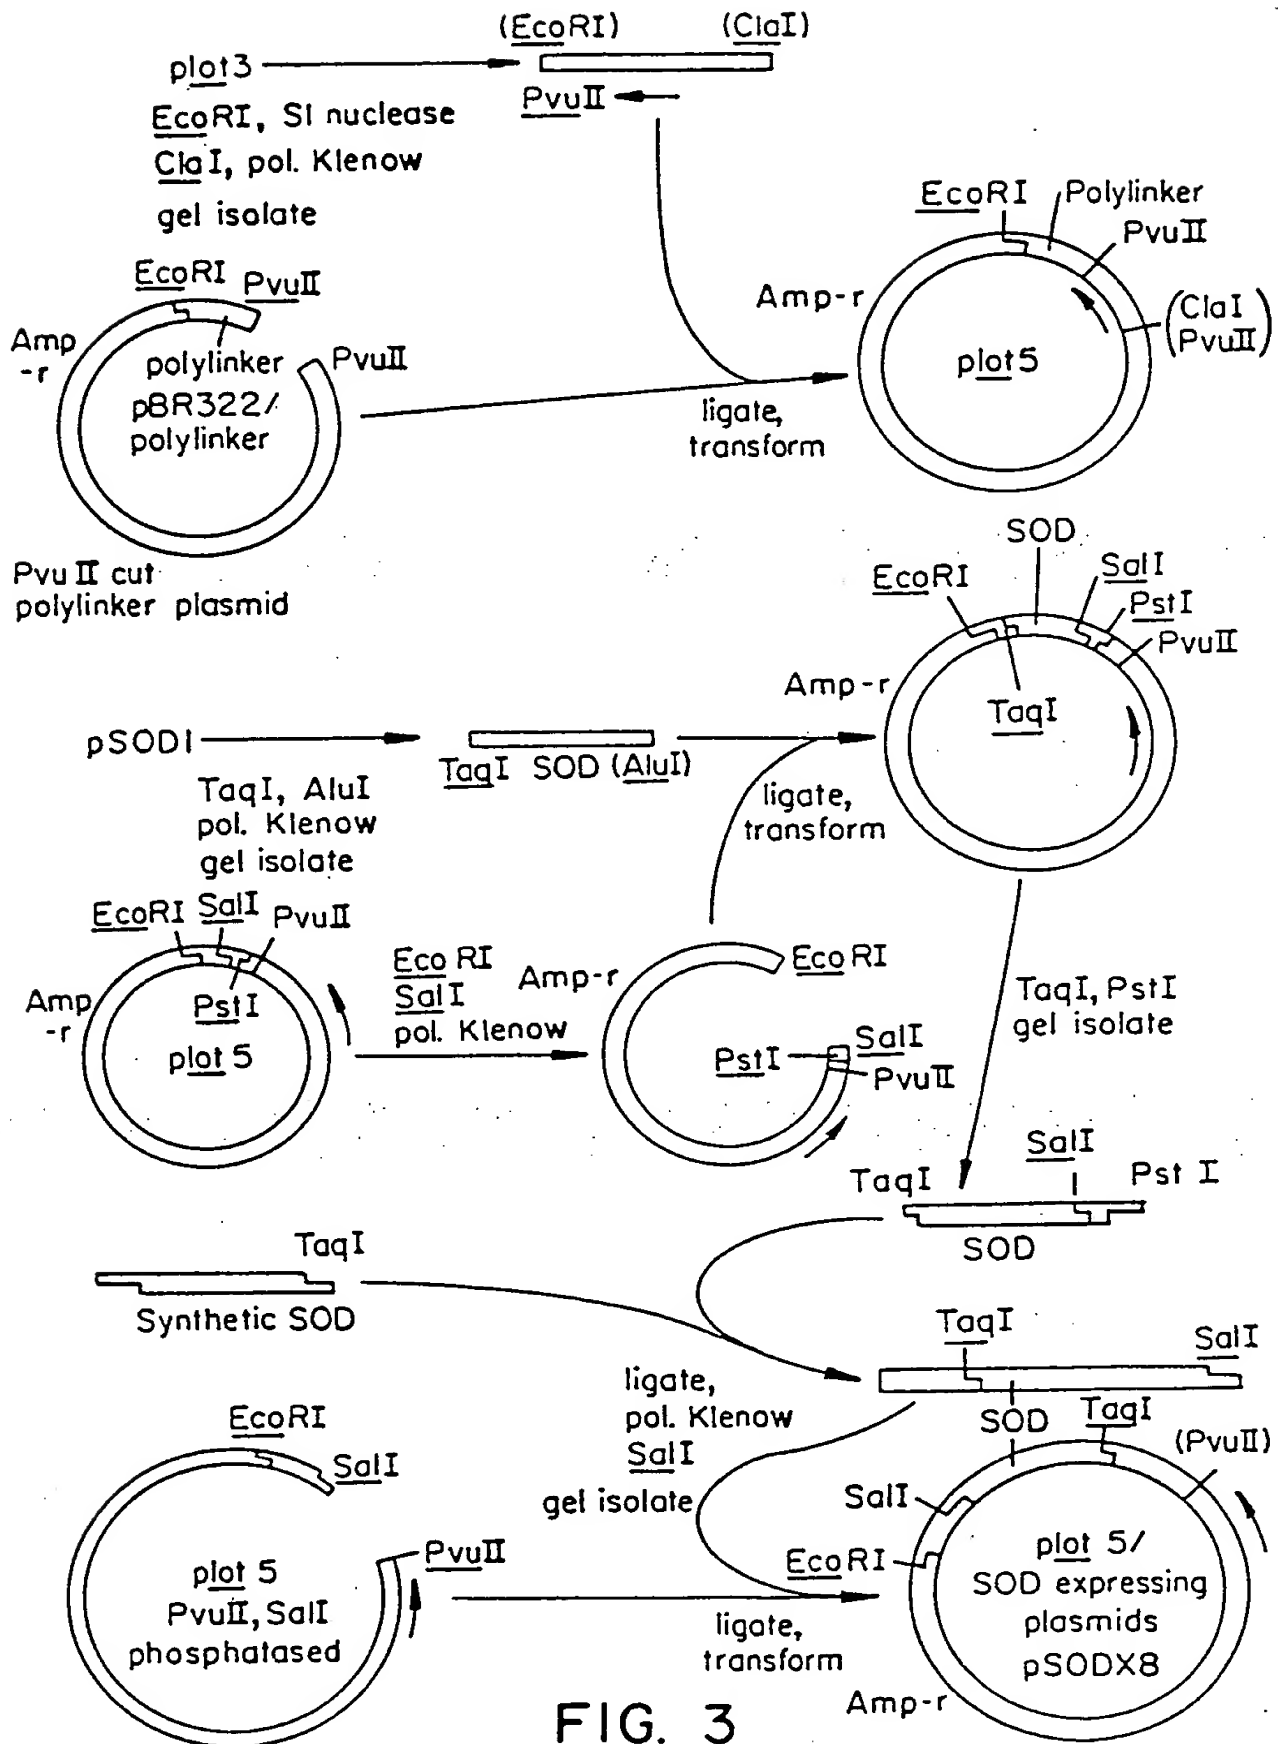 (EcoRI)
(ClaI)
plot3
PvuII
EcoRI, SI nuclease
ClaI, pol. Klenow
gel isolate
EcoRI
PvuII
Amp
-r
polylinker
pBR322/
polylinker
PvuII
PvuII cut
polylinker plasmid
ligate,
transform
EcoRI
Polylinker
PvuII
Amp-r
(ClaI
PvuII)
plot5
SOD
EcoRI
SalI
PstI
PvuII
Amp-r
TaqI
pSODI
TaqI SOD (AluI)
TaqI, AluI
pol. Klenow
gel isolate
ligate,
transform
EcoRI SalI PvuII
Amp
-r
PstI
plot 5
EcoRI
SalI
pol. Klenow
Amp-r
EcoRI
PstI
SalI
PvuII
TaqI, PstI
gel isolate
TaqI
SalI
Pst I
SOD
TaqI
Synthetic SOD
TaqI
SalI
ligate,
pol. Klenow
SalI
gel isolate
SOD
TaqI
(PvuII)
EcoRI
SalI
PvuII
plot 5
PvuII, SalI
phosphatased
ligate,
transform
SalI
EcoRI
plot 5/
SOD expressing
plasmids
pSODX8
Amp-r
FIG. 3